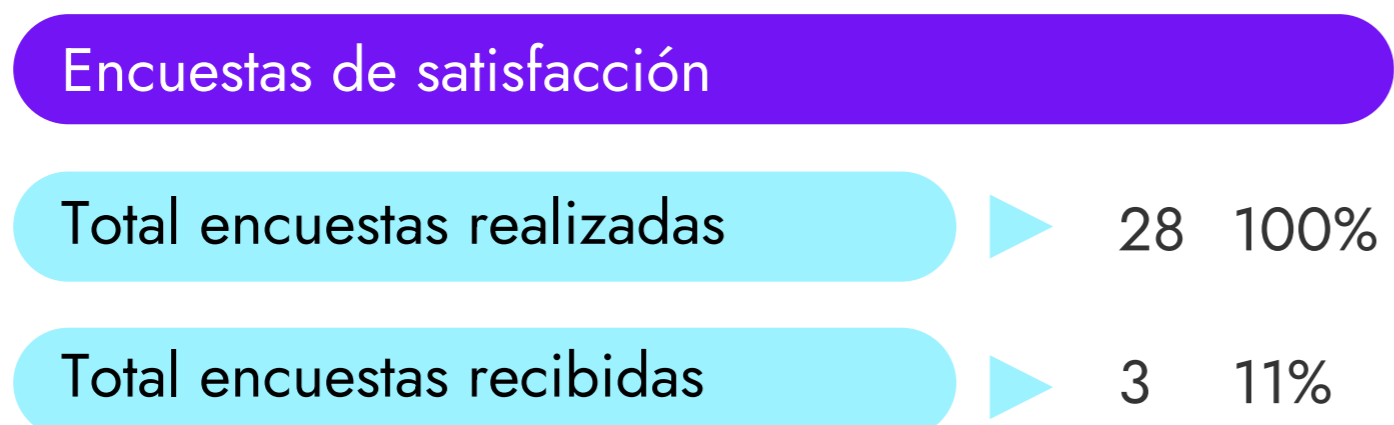 Encuestas de satisfacción
Total encuestas realizadas 28 100%
Total encuestas recibidas 3 11%